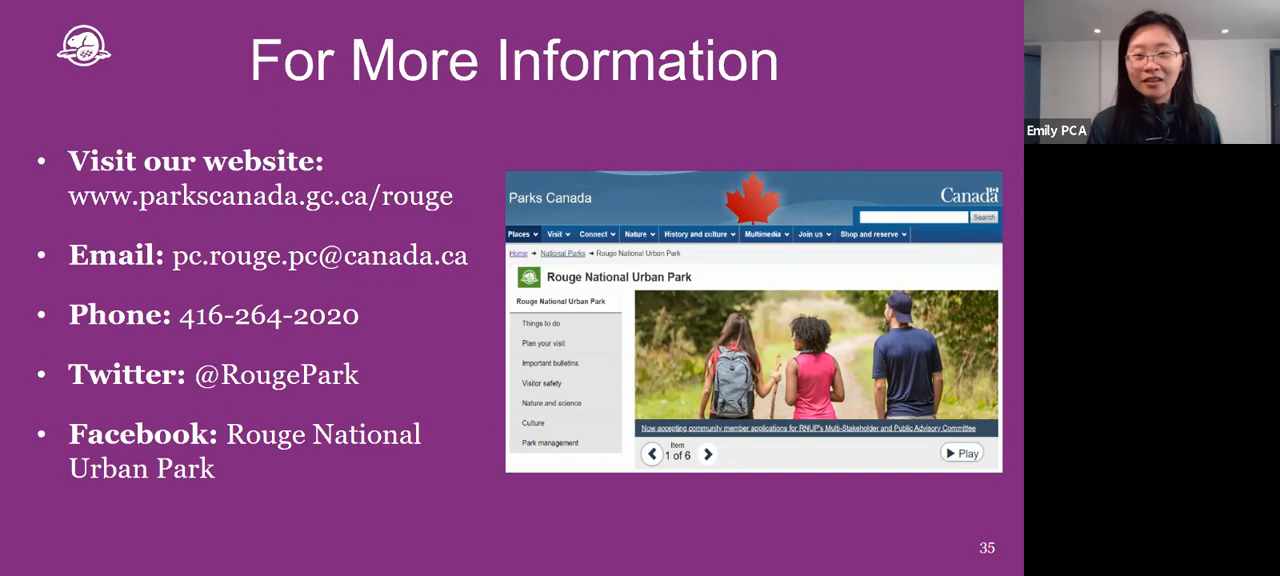 For More Information
• Visit our website:
www.parkscanada.gc.ca/rouge
• Email: pc.rouge.pc@canada.ca
• Phone: 416-264-2020
• Twitter: @RougePark
• Facebook: Rouge National
Urban Park
Parks Canada
Canada
Search
Places Visit Connect Nature History and culture Multimedia Join us Shop and reserve
Home → National Parks → Rouge National Urban Park
Rouge National Urban Park
Rouge National Urban Park
Things to do
Plan your visit
Important bulletins
Visitor safety
Nature and science
Culture
Park management
Now accepting community member applications for RNUP's Multi-Stakeholder and Public Advisory Committee
Item
1 of 6
Play
35
Emily PCA